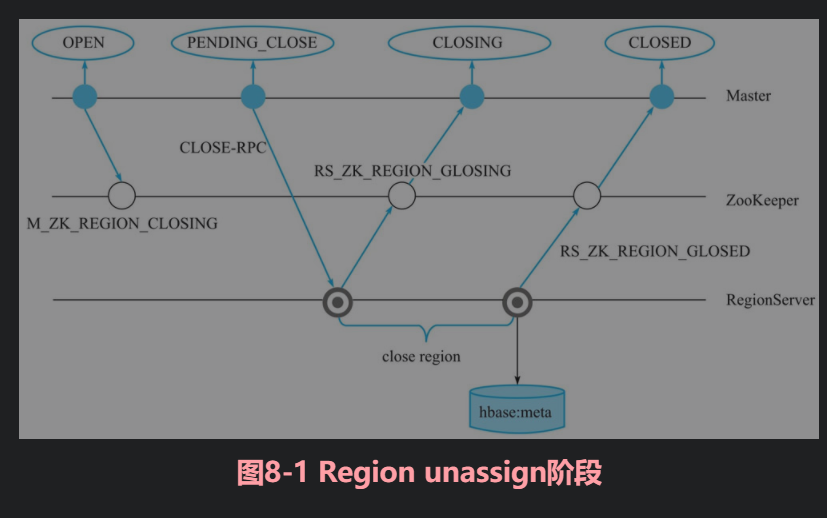 OPEN
PENDING_CLOSE
CLOSING
CLOSED
Master
CLOSE-RPC
RS_ZK_REGION_GLOSING
ZooKeeper
M_ZK_REGION_CLOSING
RS_ZK_REGION_GLOSED
RegionServer
close region
hbase:meta
图8-1 Region unassign阶段